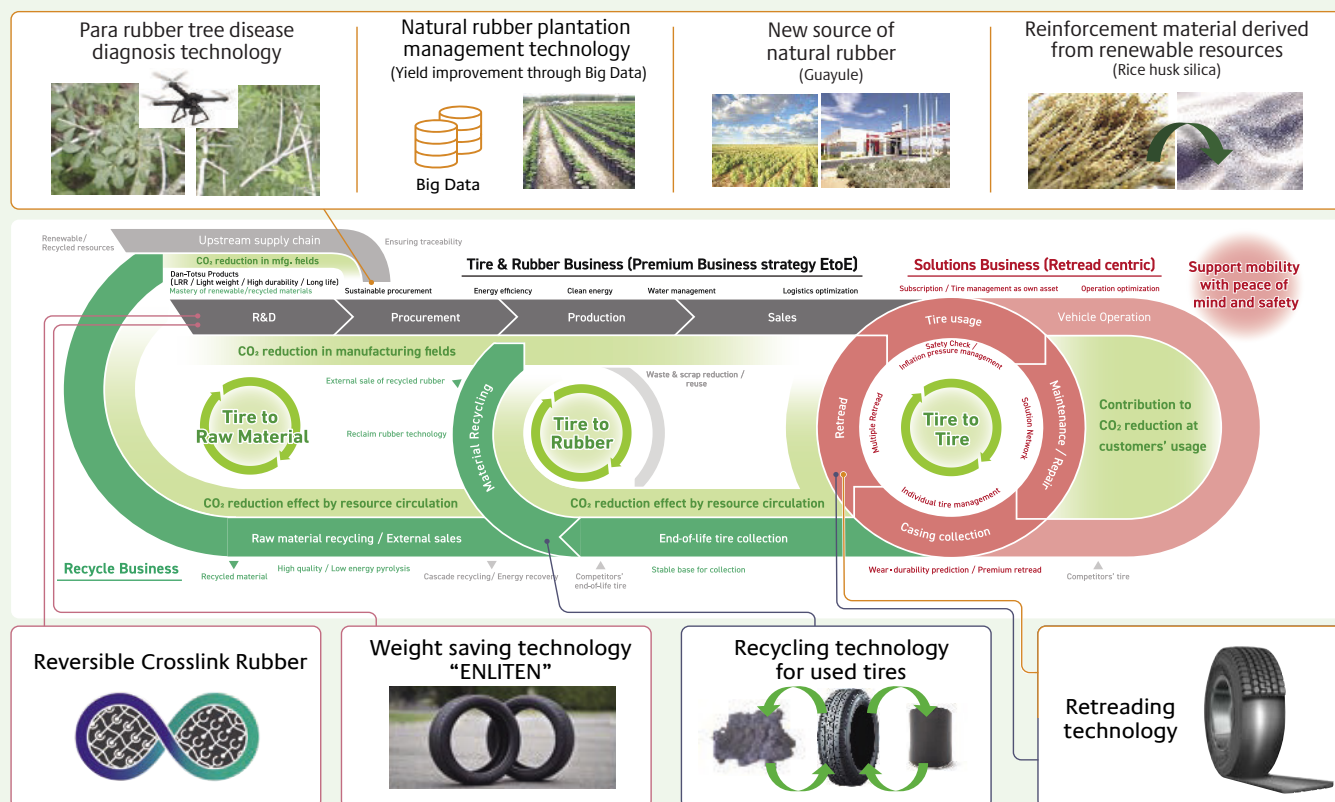 Para rubber tree disease
diagnosis technology
Natural rubber plantation
management technology
(Yield improvement through Big Data)
Big Data
New source of
natural rubber
(Guayule)
Reinforcement material derived
from renewable resources
(Rice husk silica)
Renewable/
Recycled resources
Upstream supply chain
Ensuring traceability
CO₂ reduction in mfg. fields
Dan-Totsu Products
(LRR / Light weight / High durability / Long life)
Mastery of renewable/recycled materials
Sustainable procurement
Tire & Rubber Business (Premium Business strategy EtoE)
Energy efficiency
Clean energy
Water management
Logistics optimization
Solutions Business (Retread centric)
Subscription / Tire management as own asset
Operation optimization
Support mobility
with peace of
mind and safety
R&D
Procurement
Production
Sales
Tire usage
Vehicle Operation
CO₂ reduction in manufacturing fields
Safety Check /
Inflation pressure management
External sale of recycled rubber
Waste & scrap reduction /
reuse
Tire to
Raw Material
Reclaim rubber technology
Material Recycling
Tire to
Rubber
Retread
Multiple Retread
Tire to
Tire
Solution Network
Maintenance / Repair
Contribution to
CO₂ reduction at
customers' usage
Individual tire management
CO₂ reduction effect by resource circulation
CO₂ reduction effect by resource circulation
Casing collection
Raw material recycling / External sales
End-of-life tire collection
Recycle Business
Recycled material
High quality / Low energy pyrolysis
Cascade recycling/ Energy recovery
Competitors'
end-of-life tire
Stable base for collection
Wear・durability prediction / Premium retread
Competitors' tire
Reversible Crosslink Rubber
Weight saving technology
“ENLITEN”
Recycling technology
for used tires
Retreading
technology